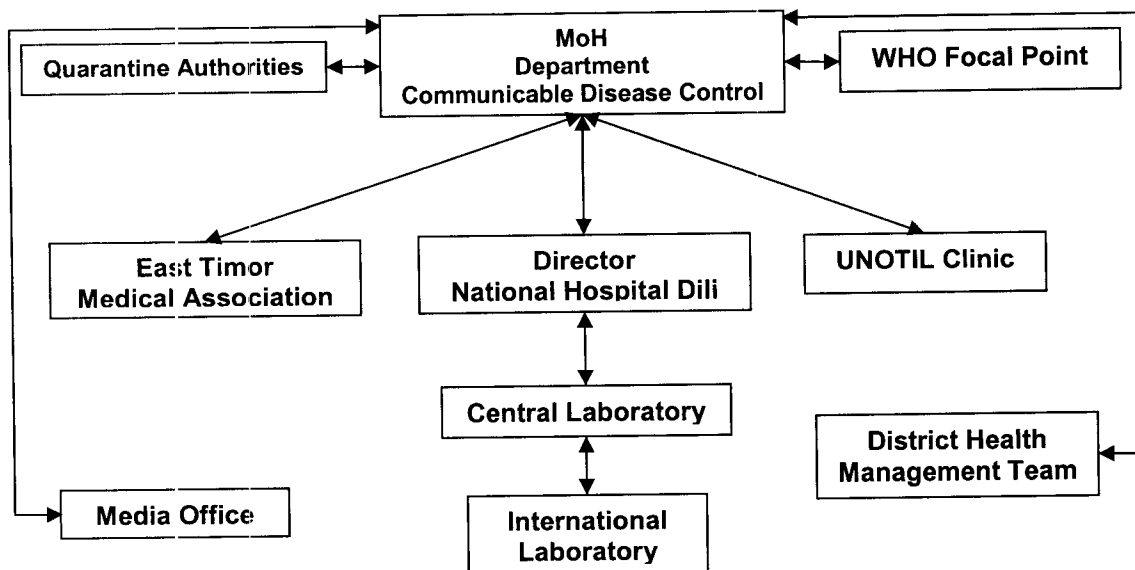 MoH
Department
Communicable Disease Control
Quarantine Authorities
WHO Focal Point
East Timor
Medical Association
Director
National Hospital Dili
UNOTIL Clinic
Central Laboratory
District Health
Management Team
Media Office
International
Laboratory